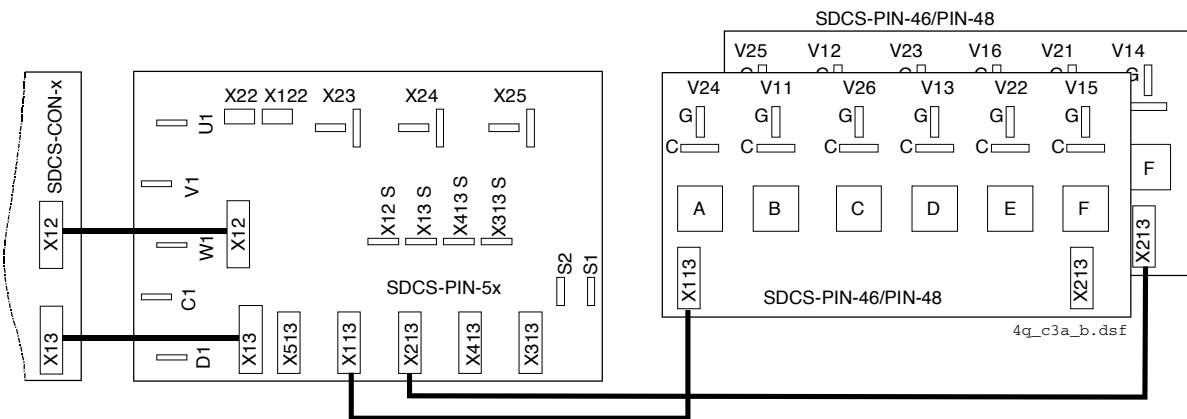 SDCS-PIN-46/PIN-48
V25 V12 V23 V16 V21 V14
G G G G G G
F
X213
V24 V11 V26 V13 V22 V15
G G G G G G
C C C C C C
A B C D E F
X113 X213
SDCS-PIN-46/PIN-48
4q_c3a_b.dsf
SDCS-CON-x
X12
X13
U1
V1
W1
C1
D1
X22 X122 X23 X24 X25
X12
X12 S X13 S X413 S X313 S
SDCS-PIN-5x
S2 S1
X13 X513 X113 X213 X413 X313